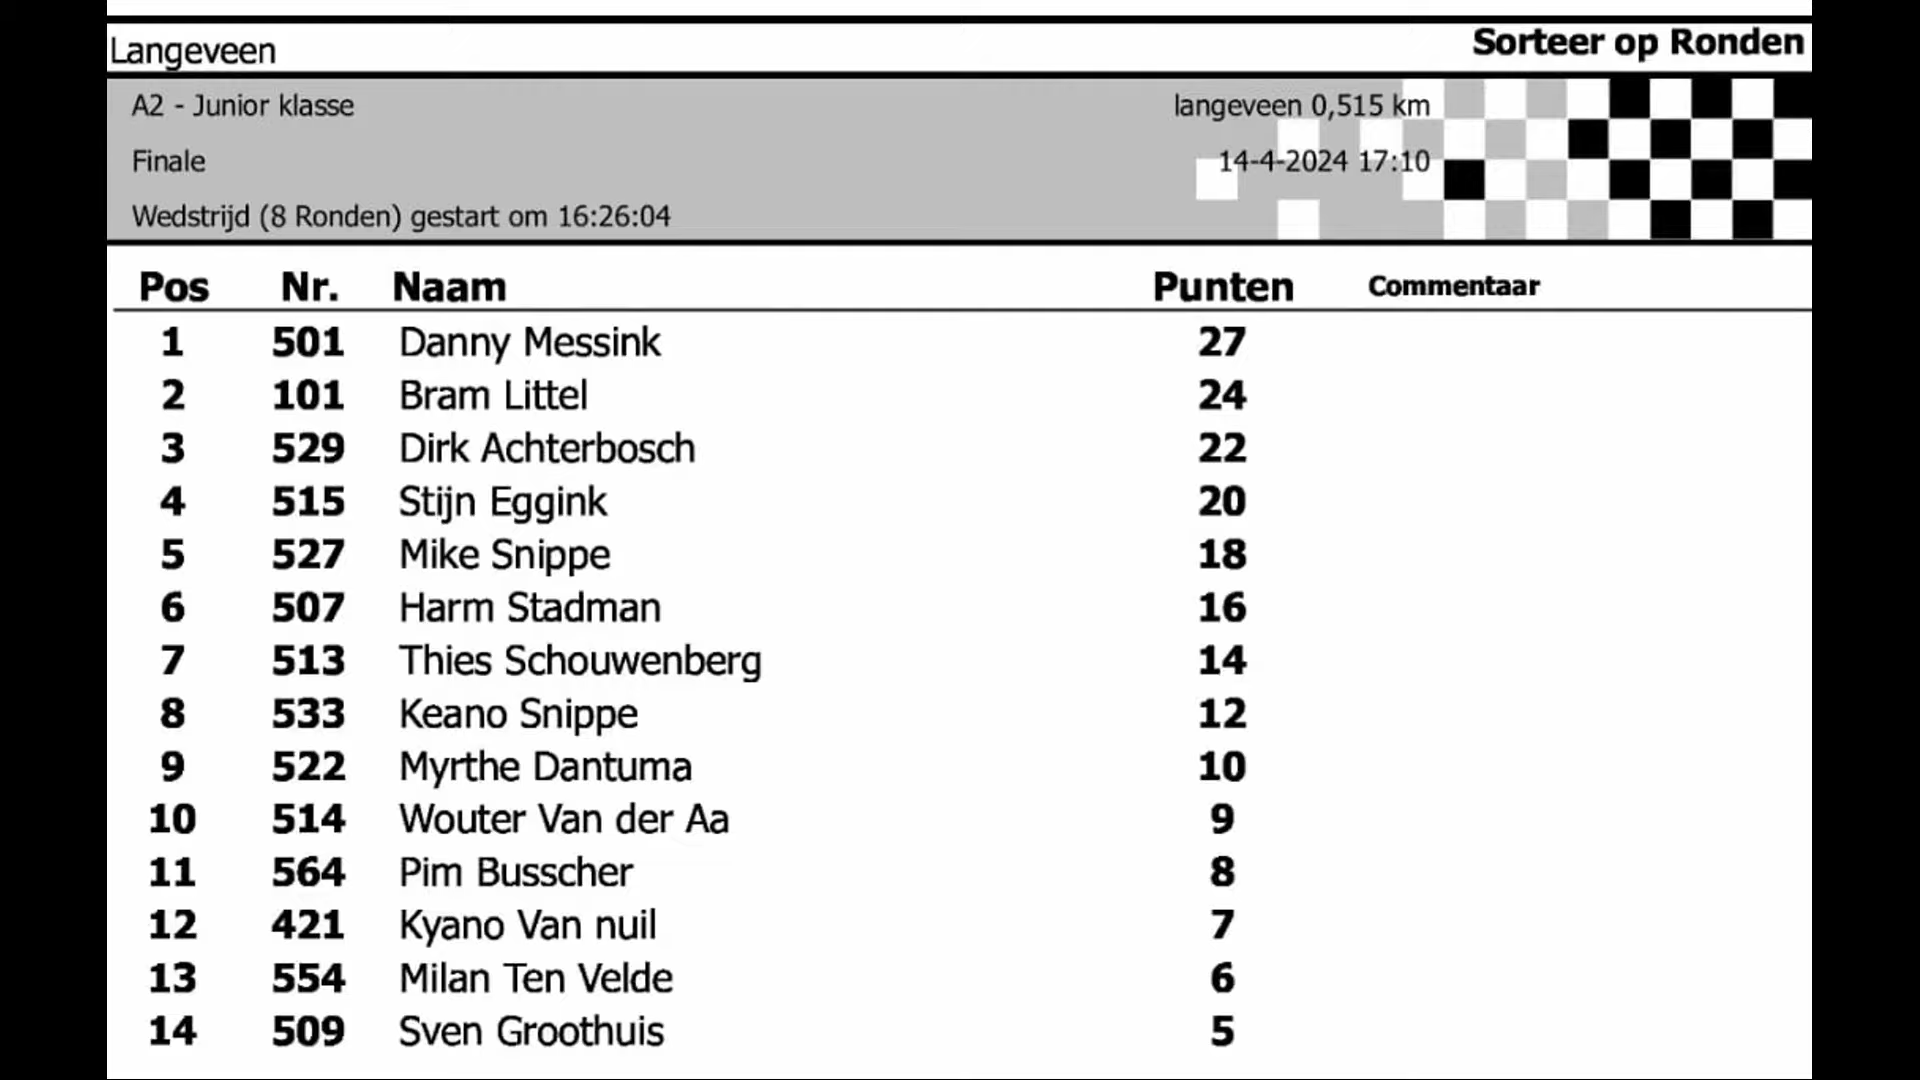 Langeveen Sorteer op Ronden
A2 - Junior klasse langeveen 0,515 km
Finale 14-4-2024 17:10
Wedstrijd (8 Ronden) gestart om 16:26:04
Pos Nr. Naam Punten Commentaar
1 501 Danny Messink 27
2 101 Bram Littel 24
3 529 Dirk Achterbosch 22
4 515 Stijn Eggink 20
5 527 Mike Snippe 18
6 507 Harm Stadman 16
7 513 Thies Schouwenberg 14
8 533 Keano Snippe 12
9 522 Myrthe Dantuma 10
10 514 Wouter Van der Aa 9
11 564 Pim Busscher 8
12 421 Kyano Van nuil 7
13 554 Milan Ten Velde 6
14 509 Sven Groothuis 5